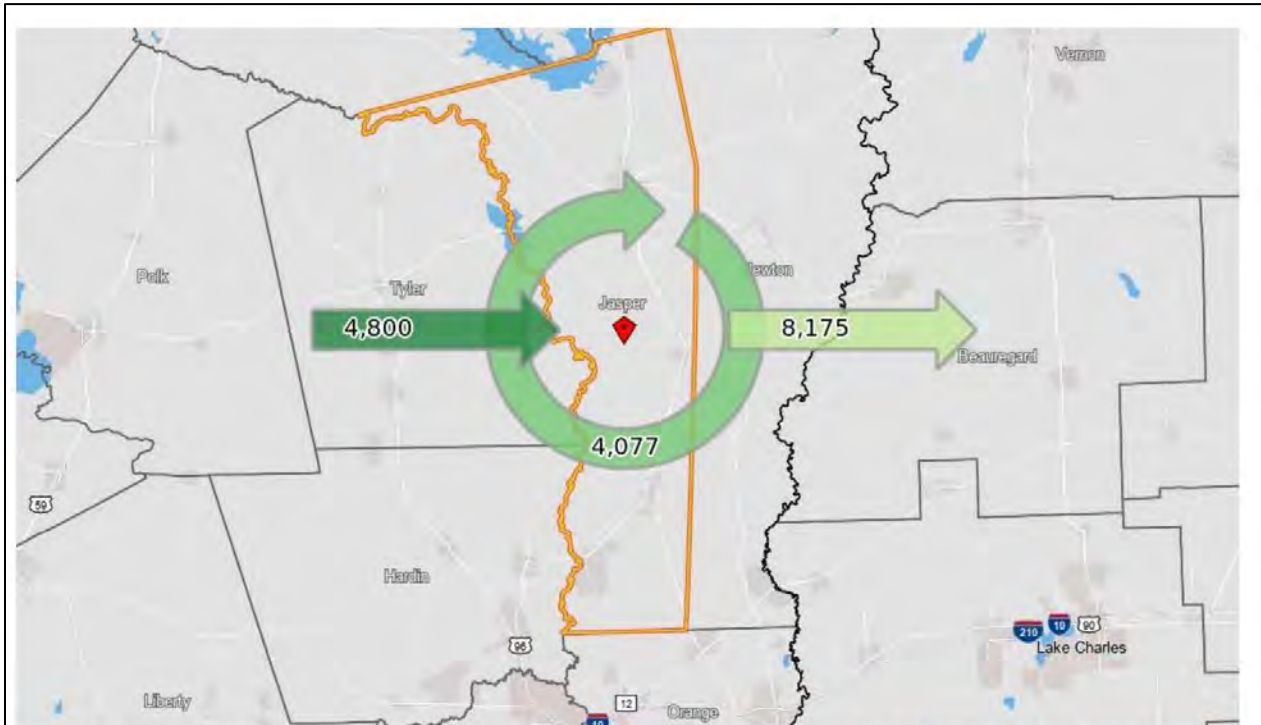 Vernon
Polk
Tyler
Jasper
Newton
4,800
8,175
Beauregard
4,077
59
Hardin
96
210
10
90
Lake Charles
Liberty
12
Orange
10